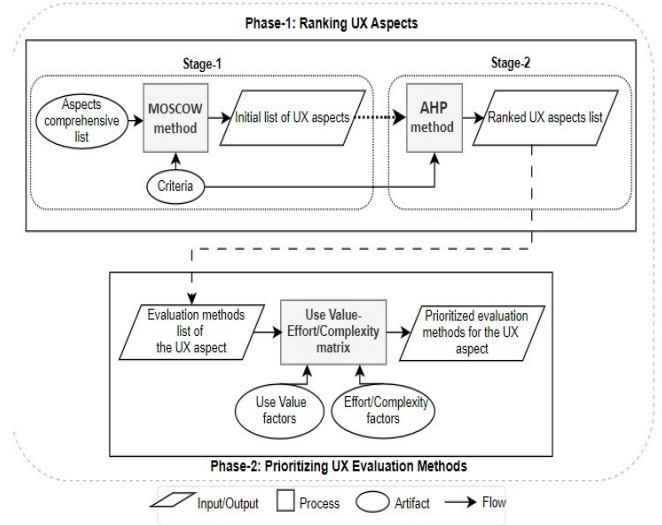 Phase-1: Ranking UX Aspects
Stage-1
Stage-2
Aspects
comprehensive
list
MOSCOW
method
Initial list of UX aspects
AHP
method
Ranked UX aspects list
Criteria
Evaluation methods
list of
the UX aspect
Use Value-
Effort/Complexity
matrix
Prioritized evaluation
methods for the UX
aspect
Use Value
factors
Effort/Complexity
factors
Phase-2: Prioritizing UX Evaluation Methods
Input/Output
Process
Artifact
Flow